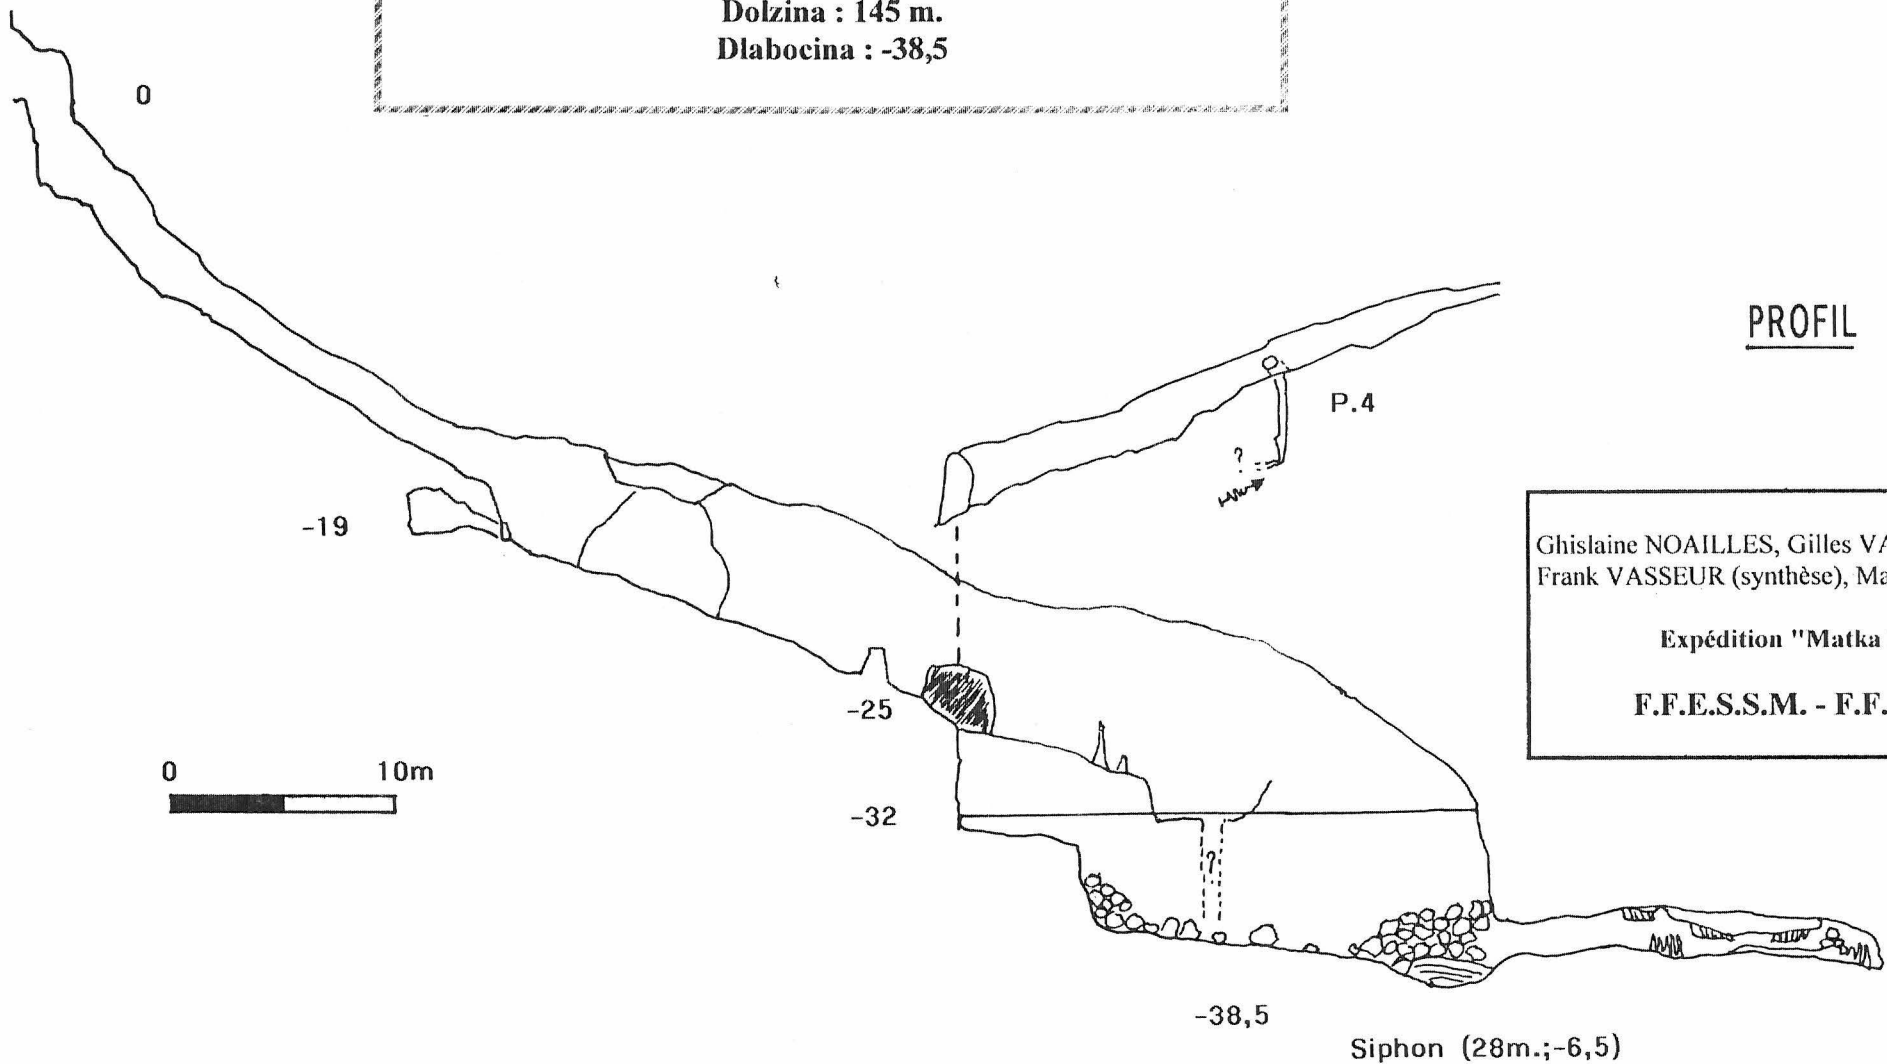 Dolzina : 145 m.
Dlabocina : -38,5
0
PROFIL
P.4
?
-19
Ghislaine NOAILLES, Gilles VA
Frank VASSEUR (synthèse), Ma
Expédition "Matka
F.F.E.S.S.M. - F.F.
-25
0 10m
-32
?
-38,5
Siphon (28m.;-6,5)